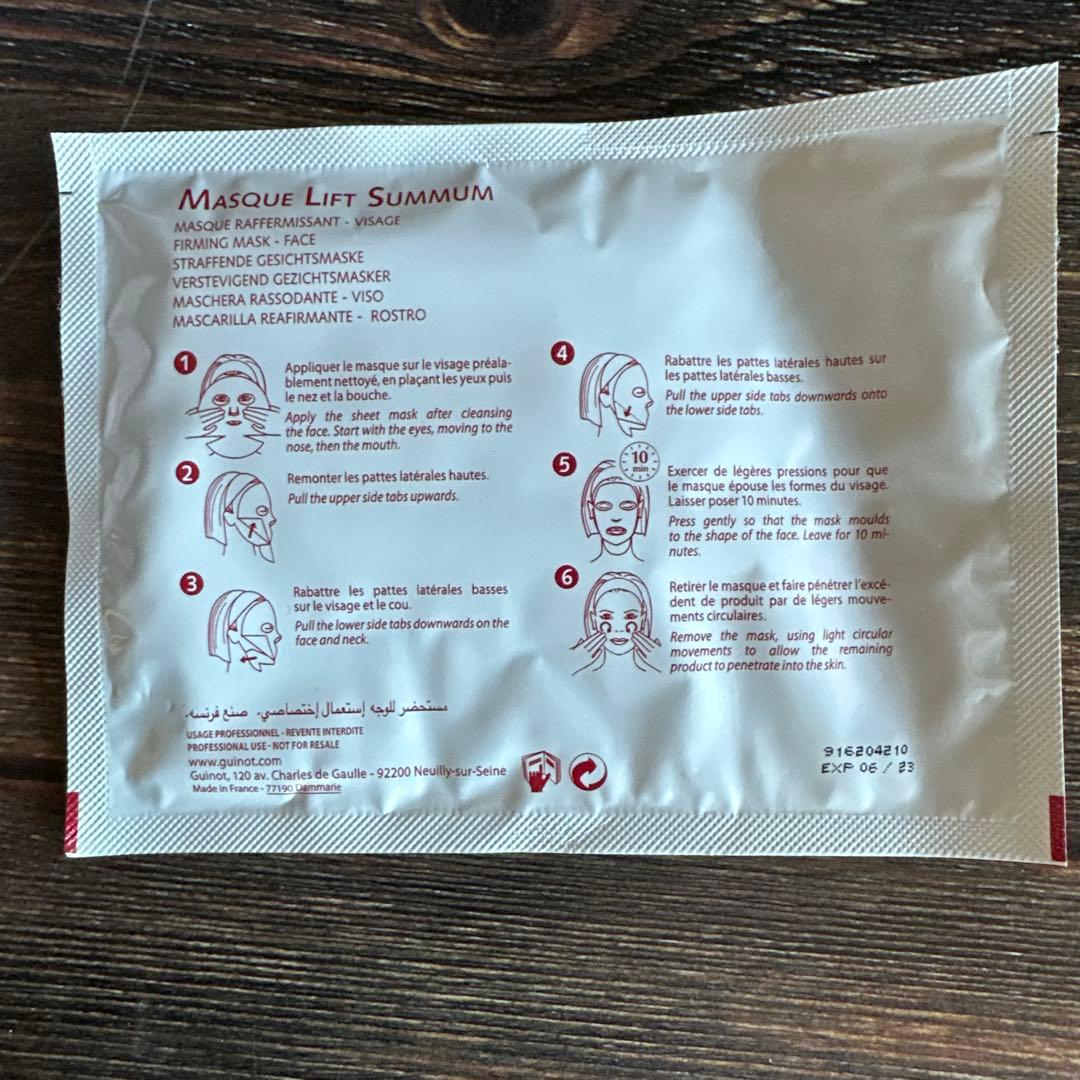 MASQUE LIFT SUMMUM
MASQUE RAFFERMISSANT - VISAGE
FIRMING MASK - FACE
STRAFFENDE GESICHTSMASKE
VERSTEVIGEND GEZICHTSMASKER
MASCHERA RASSODANTE - VISO
MASCARILLA REAFIRMANTE - ROSTRO
1
Appliquer le masque sur le visage préala-
blement nettoyé, en plaçant les yeux puis
le nez et la bouche.
Apply the sheet mask after cleansing
the face. Start with the eyes, moving to the
nose, then the mouth.
2
Remonter les pattes latérales hautes.
Pull the upper side tabs upwards.
3
Rabattre les pattes latérales basses
sur le visage et le cou.
Pull the lower side tabs downwards on the
face and neck.
4
Rabattre les pattes latérales hautes sur
les pattes latérales basses.
Pull the upper side tabs downwards onto
the lower side tabs.
5
10
min
Exercer de légères pressions pour que
le masque épouse les formes du visage.
Laisser poser 10 minutes.
Press gently so that the mask moulds
to the shape of the face. Leave for 10 mi-
nutes.
6
Retirer le masque et faire pénétrer l'excé-
dent de produit par de légers mouve-
ments circulaires.
Remove the mask, using light circular
movements to allow the remaining
product to penetrate into the skin.
مستحضر للوجه إستعمال إختصاصي. صنع فرنسه.
USAGE PROFESSIONNEL - REVENTE INTERDITE
PROFESSIONAL USE - NOT FOR RESALE
www.guinot.com
Guinot, 120 av. Charles de Gaulle - 92200 Neuilly-sur-Seine
Made in France - 77190 Dammarie
916204210
EXP 06 / 23